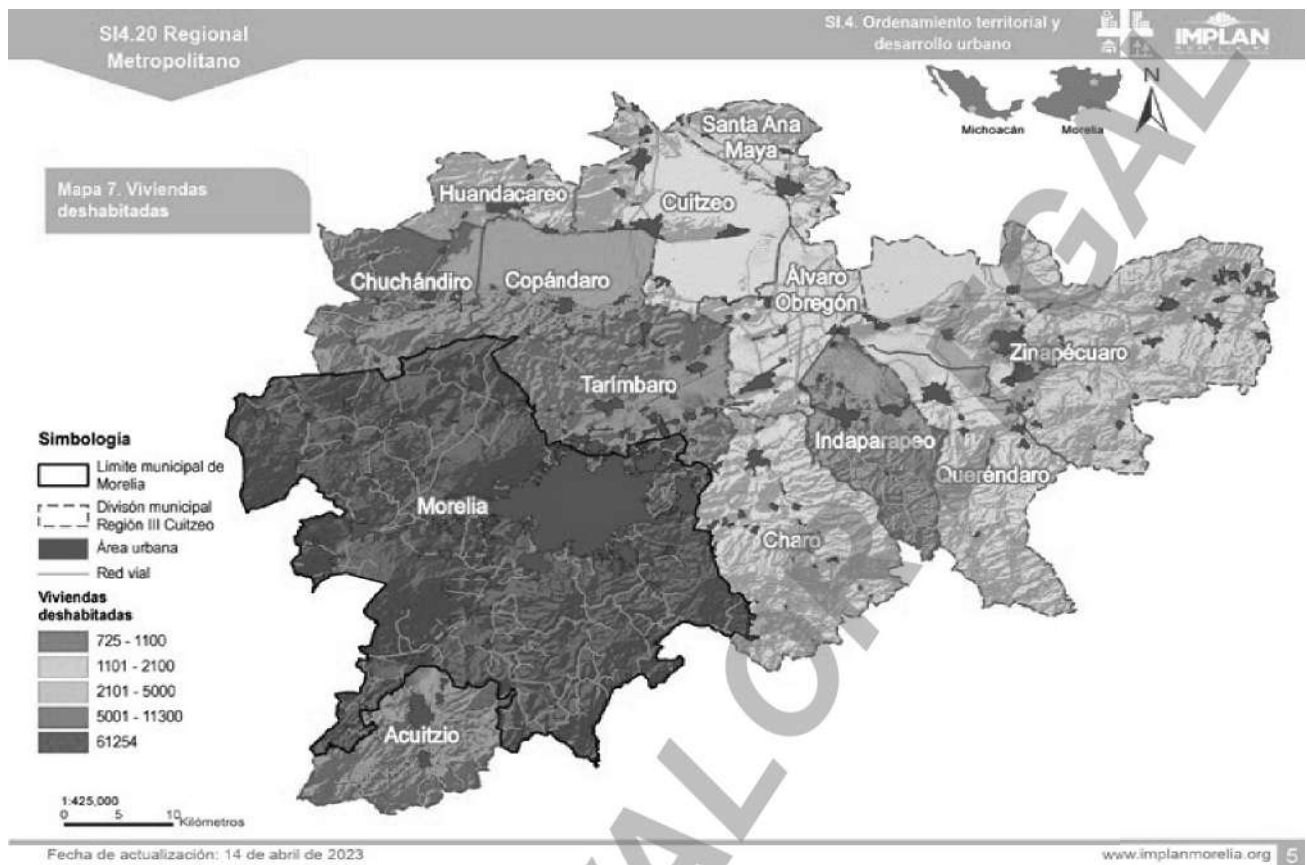 SI4.20 Regional
Metropolitano
SI.4. Ordenamiento territorial y
desarrollo urbano
IMPLAN
N
Michoacán
Morelia
Mapa 7. Viviendas
deshabitadas
Santa Ana
Maya
Huandacareo
Cuitzeo
Chuchándiro
Copándaro
Álvaro
Obregón
Zinapécuaro
Tarímbaro
Indaparapeo
Queréndaro
Morelia
Charo
Acuitzio
Simbología
Límite municipal de
Morelia
Divisón municipal
Región III Cuitzeo
Área urbana
Red vial
Viviendas
deshabitadas
725 - 1100
1101 - 2100
2101 - 5000
5001 - 11300
61254
1:425,000
0 5 10
Kilómetros
Fecha de actualización: 14 de abril de 2023
www.implanmorelia.org 5